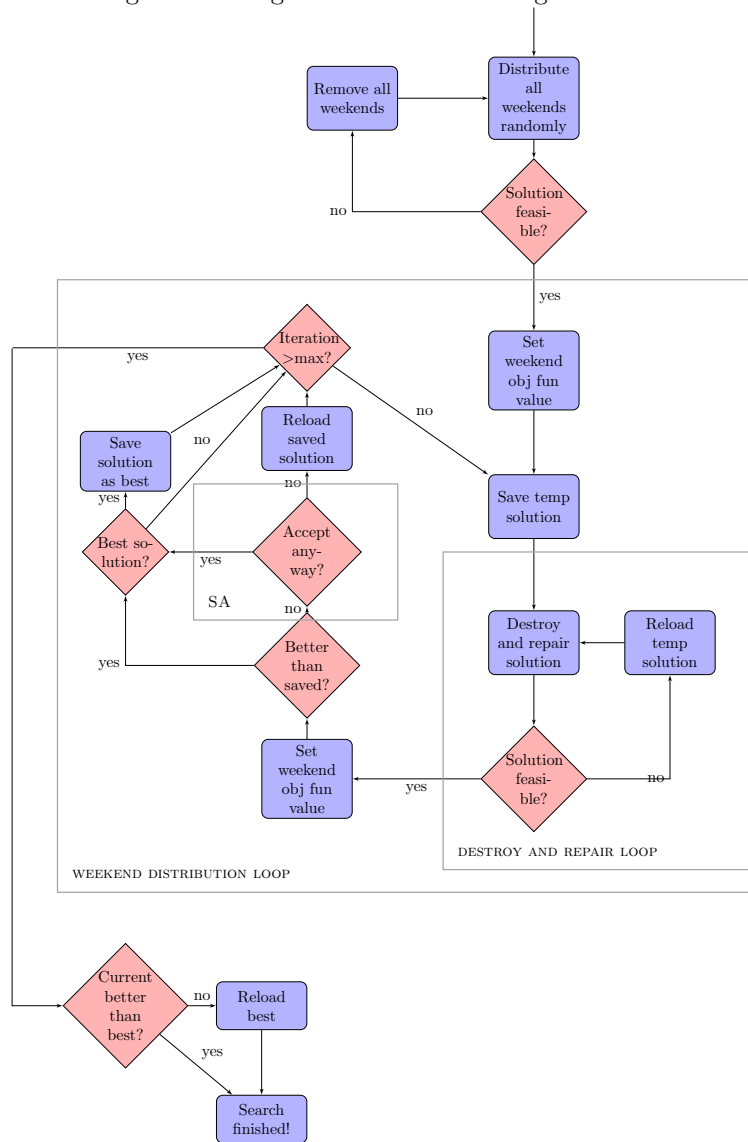 Remove all
weekends
Distribute
all
weekends
randomly
Solution
feasi-
ble?
no
yes
Iteration
>max?
yes
Set
weekend
obj fun
value
no
Reload
saved
solution
Save
solution
as best
no
yes
no
Save temp
solution
Best so-
lution?
Accept
any-
way?
yes
SA
no
Destroy
and repair
solution
Reload
temp
solution
Better
than
saved?
yes
Set
weekend
obj fun
value
Solution
feasi-
ble?
yes
no
DESTROY AND REPAIR LOOP
WEEKEND DISTRIBUTION LOOP
Current
better
than
best?
no
Reload
best
yes
Search
finished!